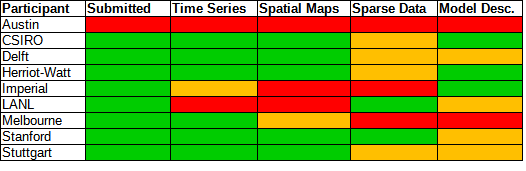 Participant Submitted Time Series Spatial Maps Sparse Data Model Desc.
Austin
CSIRO
Delft
Herriot-Watt
Imperial
LANL
Melbourne
Stanford
Stuttgart